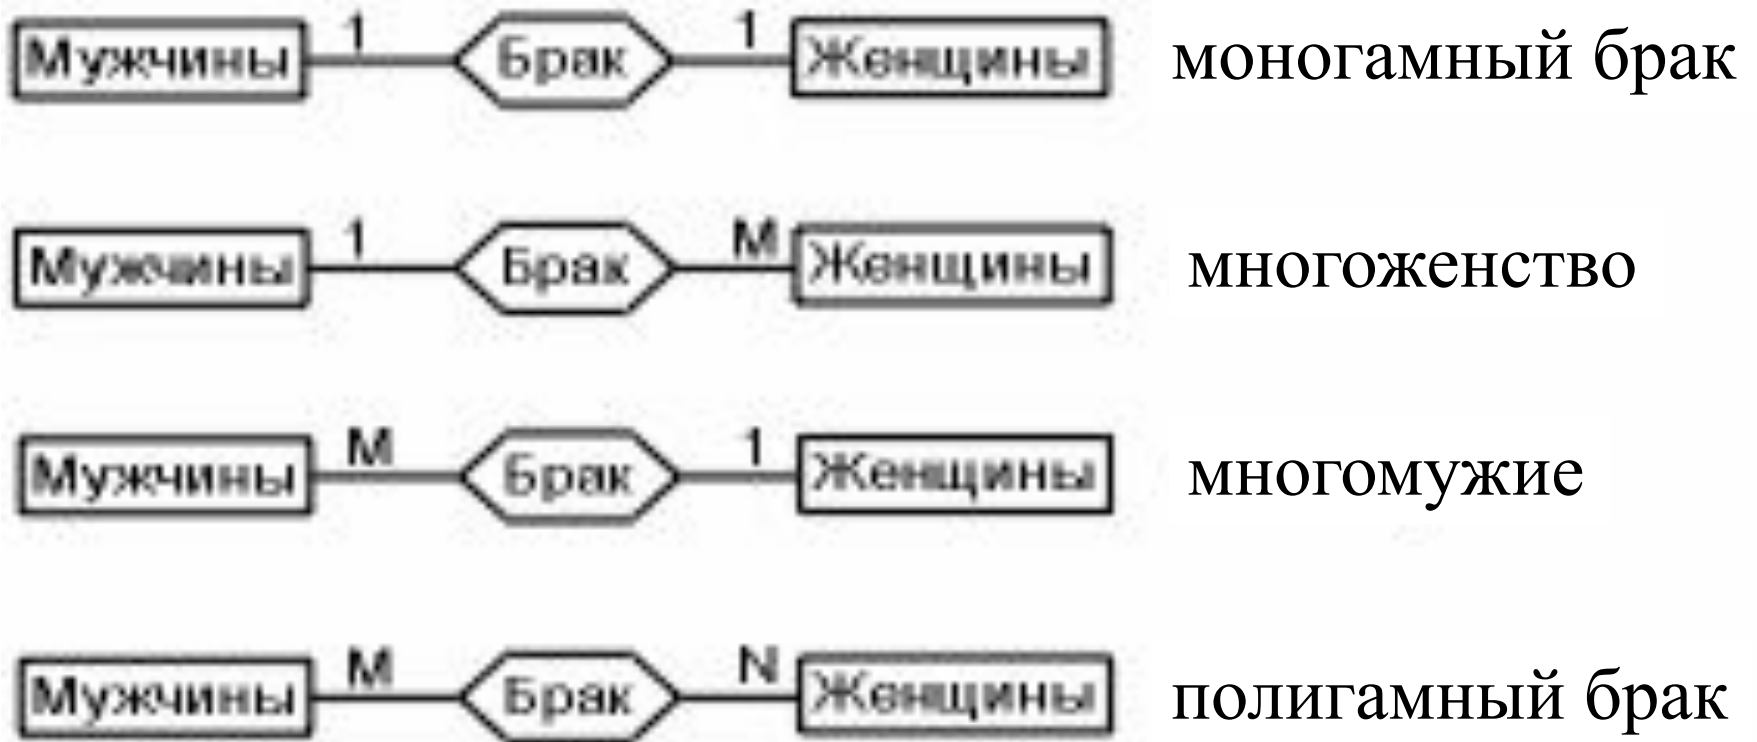 Мужчины 1 Брак 1 Женщины моногамный брак
Мужчины 1 Брак М Женщины многоженство
Мужчины М Брак 1 Женщины многомужие
Мужчины М Брак N Женщины полигамный брак